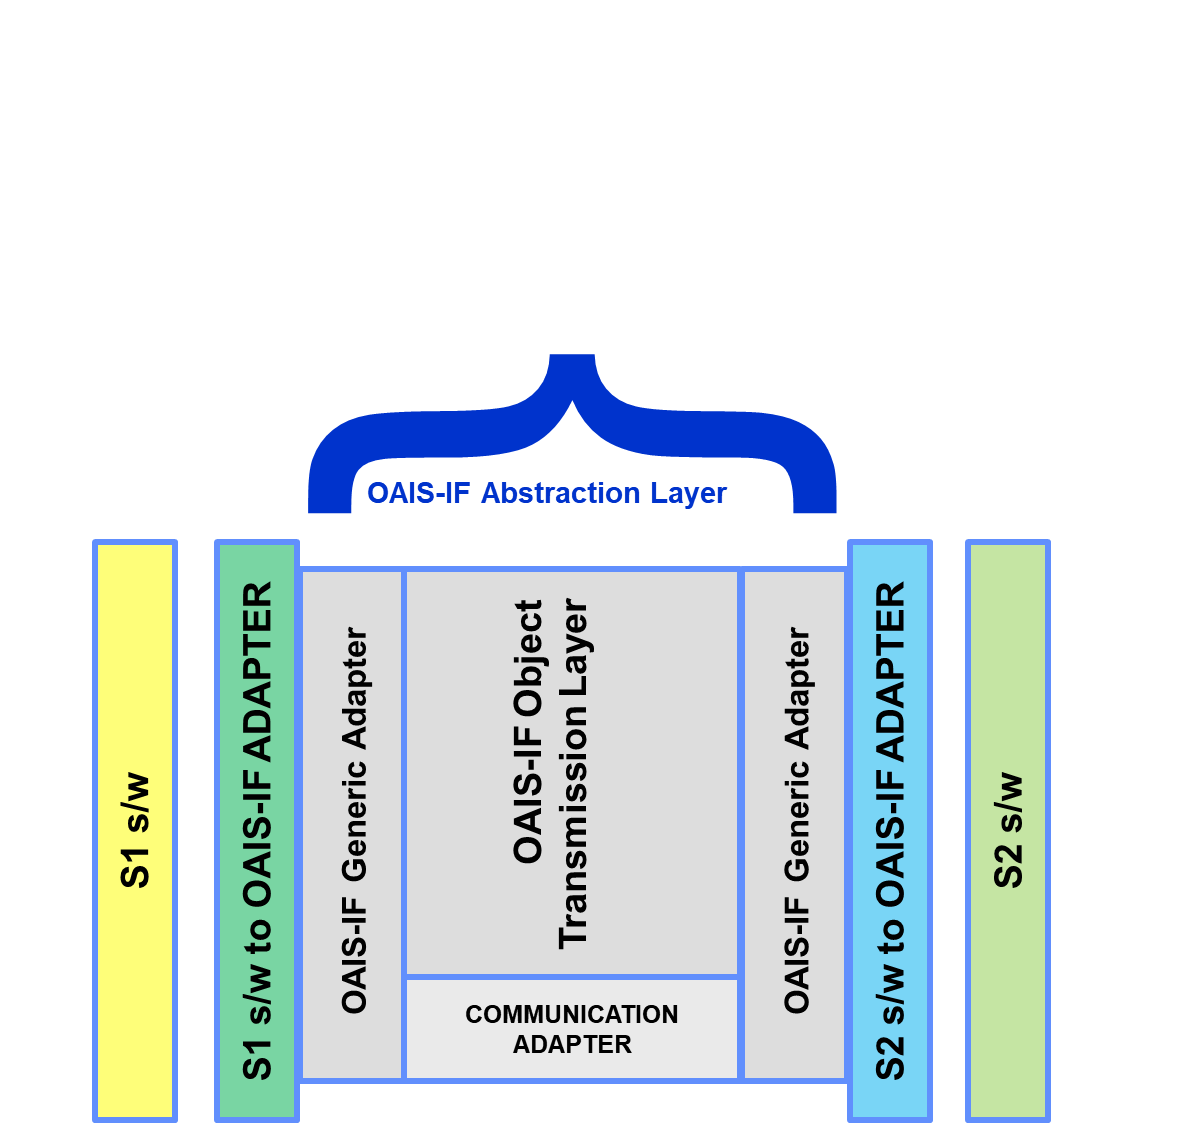 OAIS-IF Abstraction Layer
S1 s/w
S1 s/w to OAIS-IF ADAPTER
OAIS-IF Generic Adapter
OAIS-IF Object
Transmission Layer
COMMUNICATION
ADAPTER
OAIS-IF Generic Adapter
S2 s/w to OAIS-IF ADAPTER
S2 s/w